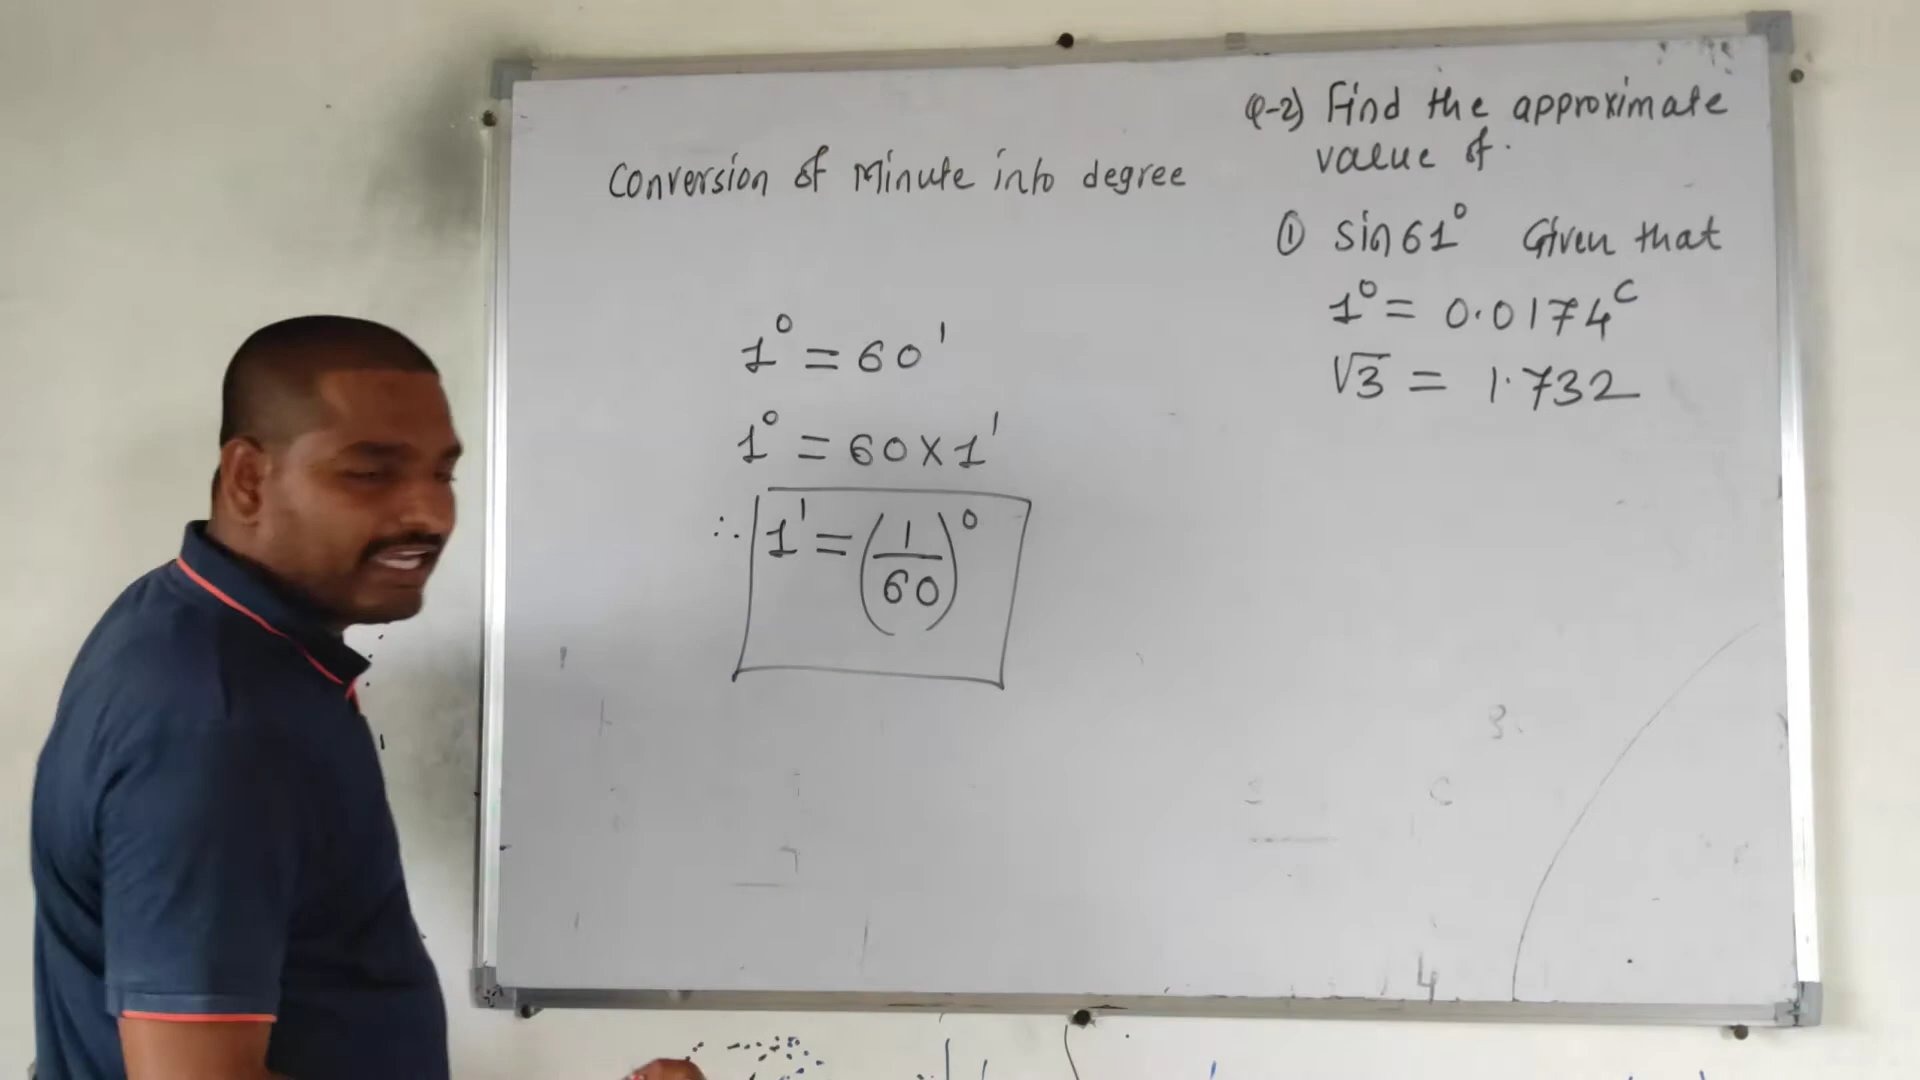 Conversion of Minute into degree
1° = 60'
1° = 60 x 1'
∴ 1' = (1/60)°
Q-2) Find the approximate
value of.
① sin 61° Given that
1° = 0.0174ᶜ
√3 = 1.732